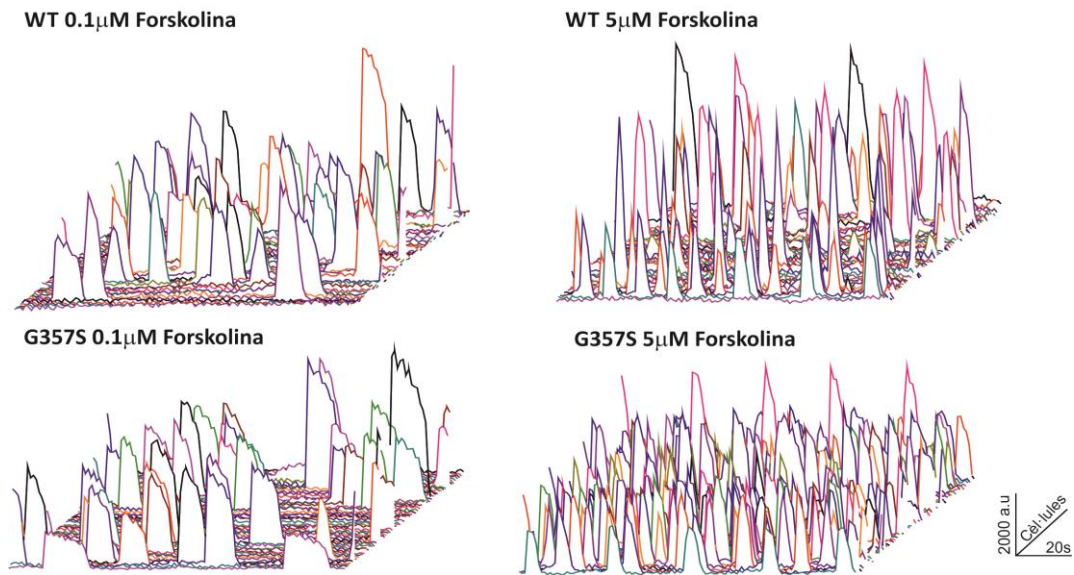 WT 0.1μM Forskolina
WT 5μM Forskolina
G357S 0.1μM Forskolina
G357S 5μM Forskolina
2000 a.u
Cèl·lules
20s